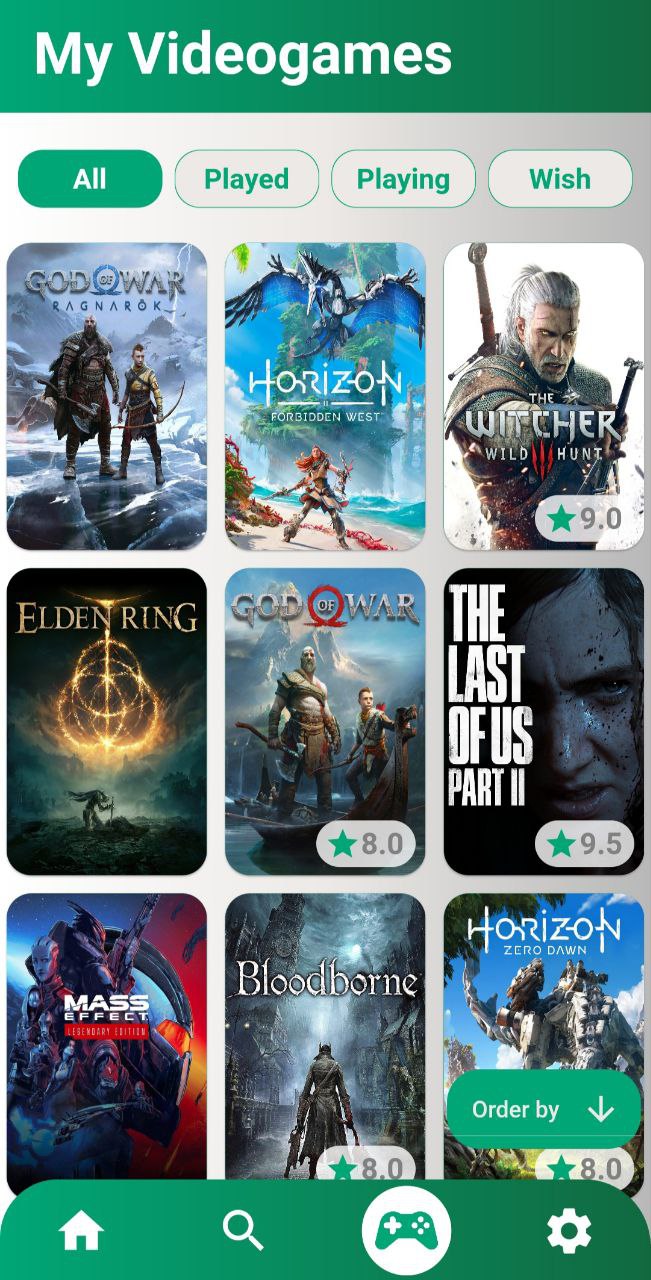 My Videogames
All Played Playing Wish
GOD OF WAR
RAGNARÖK
HORIZON
II
FORBIDDEN WEST
THE
WITCHER
WILD HUNT
9.0
ELDEN RING
GOD OF WAR
8.0
THE
LAST
OF US
PART II
9.5
MASS
EFFECT
LEGENDARY EDITION
Bloodborne
8.0
HORIZON
ZERO DAWN
Order by
8.0